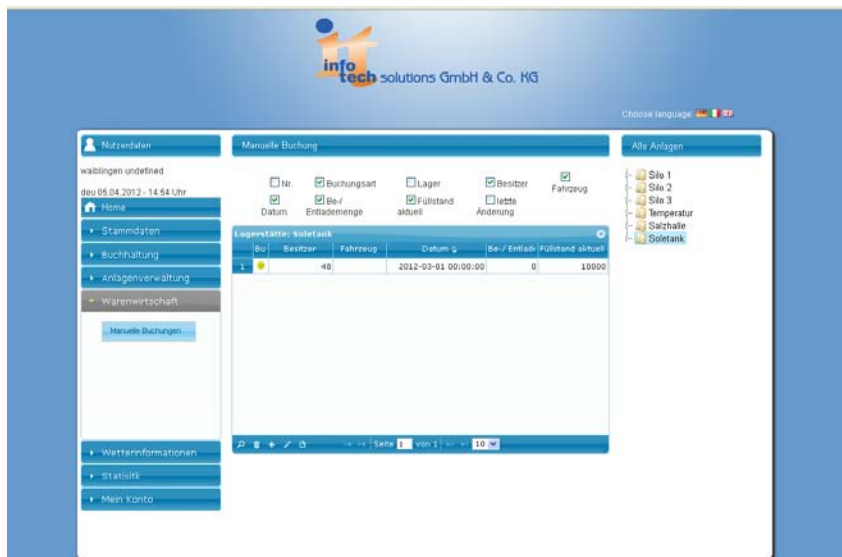 info
tech solutions GmbH & Co. KG
Choose language:
Nutzerdaten
waiblingen undefined
deu 05.04.2012 - 14:54 Uhr
Home
Stammdaten
Buchhaltung
Anlagenverwaltung
Warenwirtschaft
Manuelle Buchungen
Wetterinformationen
Statisitk
Mein Konto
Manuelle Buchung
Nr. Buchungsart Lager Besitzer Fahrzeug
Datum Be-/ Entlademenge Füllstand aktuell letzte Änderung
Lagerstätte: Soletank
Bu Besitzer Fahrzeug Datum Be-/ Entlade Füllstand aktuell
1 48 2012-03-01 00:00:00 0 10000
Seite 1 von 1 10
Alle Anlagen
Silo 1
Silo 2
Silo 3
Temperatur
Salzhalle
Soletank